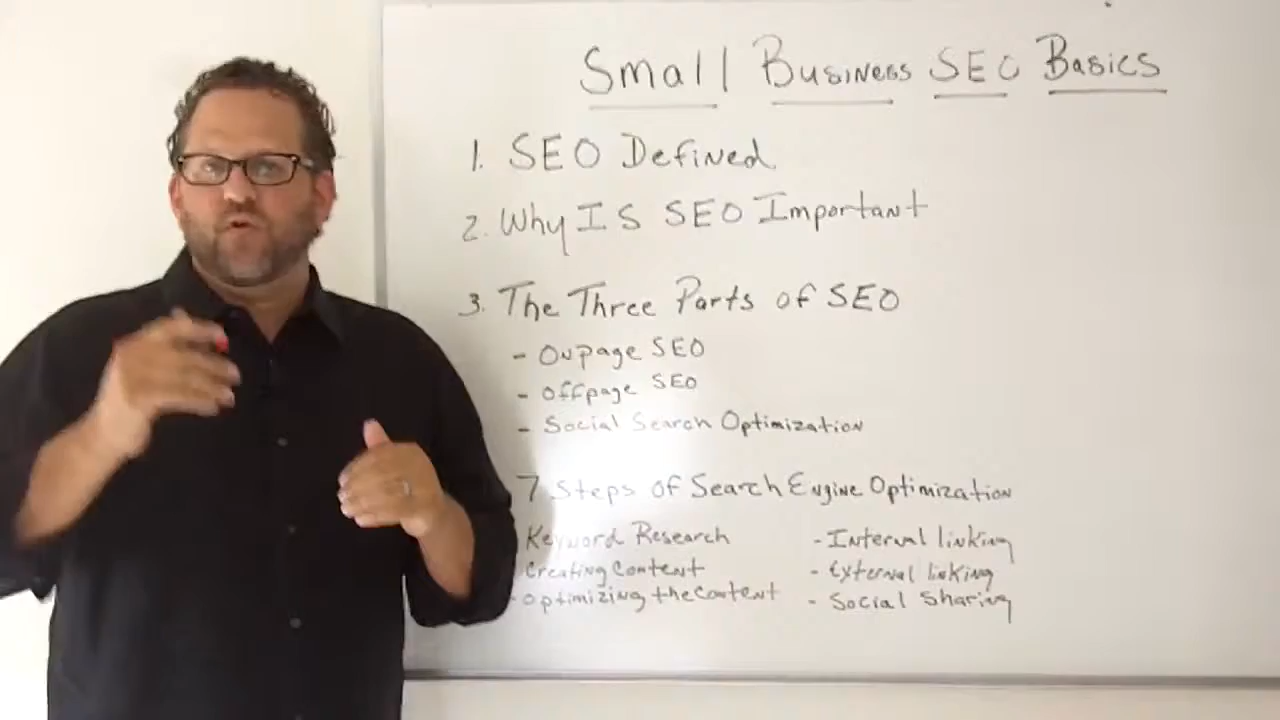 Small Business SEO Basics
1. SEO Defined
2. Why IS SEO Important
3. The Three Parts of SEO
- Onpage SEO
- Offpage SEO
- Social Search Optimization
7 Steps of Search Engine Optimization
Keyword Research
Creating Content
- Optimizing the Content
- Internal linking
- External linking
- Social Sharing